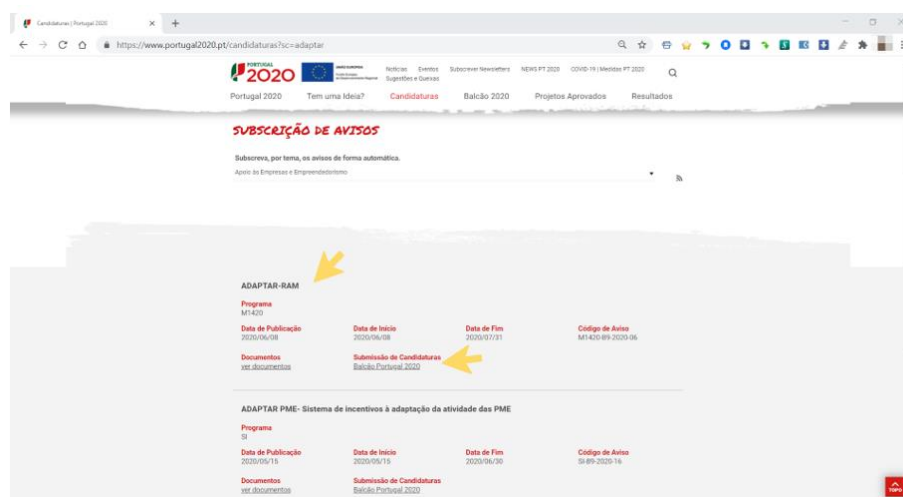 Candidaturas | Portugal 2020
https://www.portugal2020.pt/candidaturas?sc=adaptar
PORTUGAL 2020
UNIÃO EUROPEIA
Notícias Eventos Subscrever Newsletters NEWS PT 2020 COVID-19 | Medidas PT 2020
Sugestões e Queixas
Portugal 2020 Tem uma Ideia? Candidaturas Balcão 2020 Projetos Aprovados Resultados
SUBSCRIÇÃO DE AVISOS
Subscreva, por tema, os avisos de forma automática.
Apoio às Empresas e Empreendedorismo
ADAPTAR-RAM
Programa
M1420
Data de Publicação Data de Início Data de Fim Código de Aviso
2020/06/08 2020/06/08 2020/07/31 M1420-89-2020-06
Documentos Submissão de Candidaturas
ver documentos Balcão Portugal 2020
ADAPTAR PME- Sistema de incentivos à adaptação da atividade das PME
Programa
SI
Data de Publicação Data de Início Data de Fim Código de Aviso
2020/05/15 2020/05/15 2020/06/30 SI-89-2020-16
Documentos Submissão de Candidaturas
ver documentos Balcão Portugal 2020
TOPO